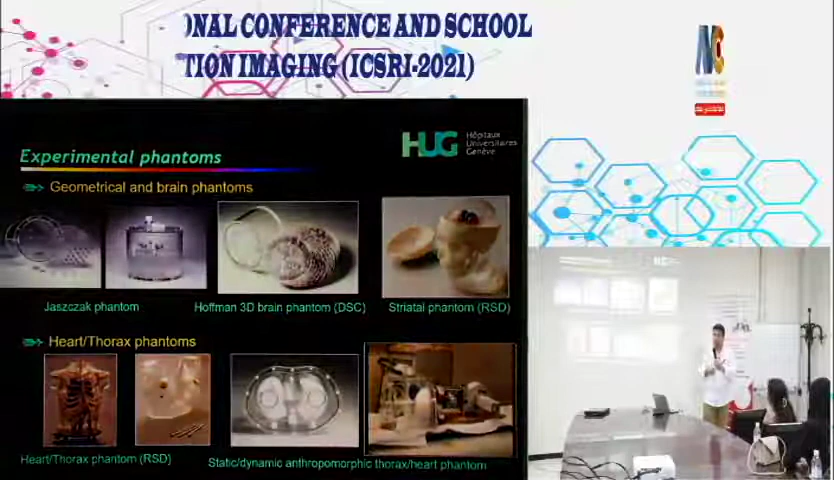 ONAL CONFERENCE AND SCHOOL
TION IMAGING (ICSRI-2021)
HUG
Hôpitaux
Universitaires
Genève
Experimental phantoms
Geometrical and brain phantoms
Jaszczak phantom
Hoffman 3D brain phantom (DSC)
Striatal phantom (RSD)
Heart/Thorax phantoms
Heart/Thorax phantom (RSD)
Static/dynamic anthropomorphic thorax/heart phantom